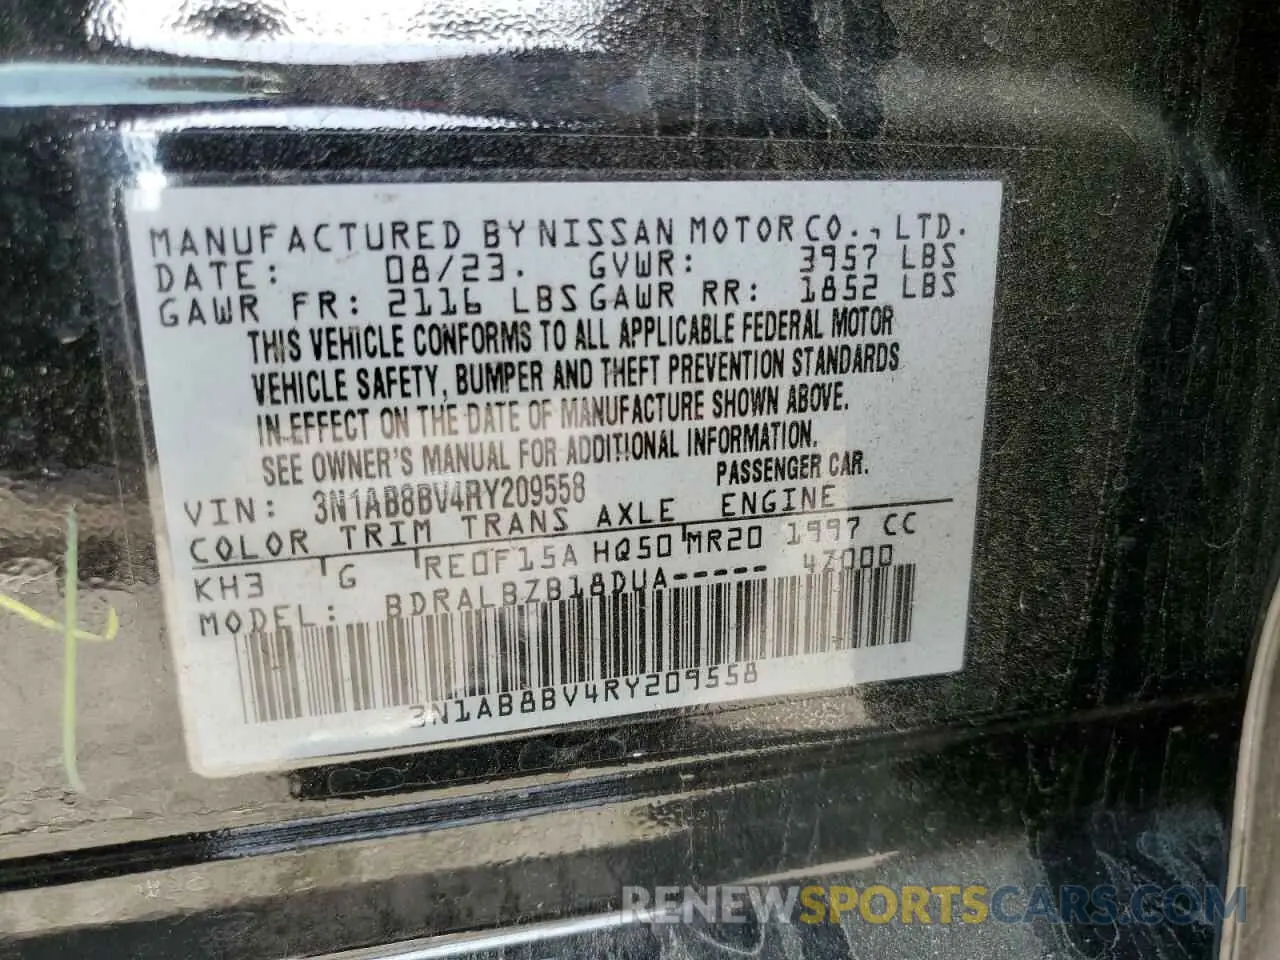 MANUFACTURED BY NISSAN MOTOR CO., LTD.
DATE: 08/23. GVWR: 3957 LBS
GAWR FR: 2116 LBS GAWR RR: 1852 LBS
THIS VEHICLE CONFORMS TO ALL APPLICABLE FEDERAL MOTOR
VEHICLE SAFETY, BUMPER AND THEFT PREVENTION STANDARDS
IN EFFECT ON THE DATE OF MANUFACTURE SHOWN ABOVE.
SEE OWNER'S MANUAL FOR ADDITIONAL INFORMATION.
PASSENGER CAR.
VIN: 3N1AB8BV4RY209558
COLOR TRIM TRANS AXLE ENGINE
KH3 G RE0F15A HQ50 MR20 1997 CC
MODEL: BDRALBZB18DUA----- 47000
3N1AB8BV4RY209558
RENEWSPORTSCARS.COM